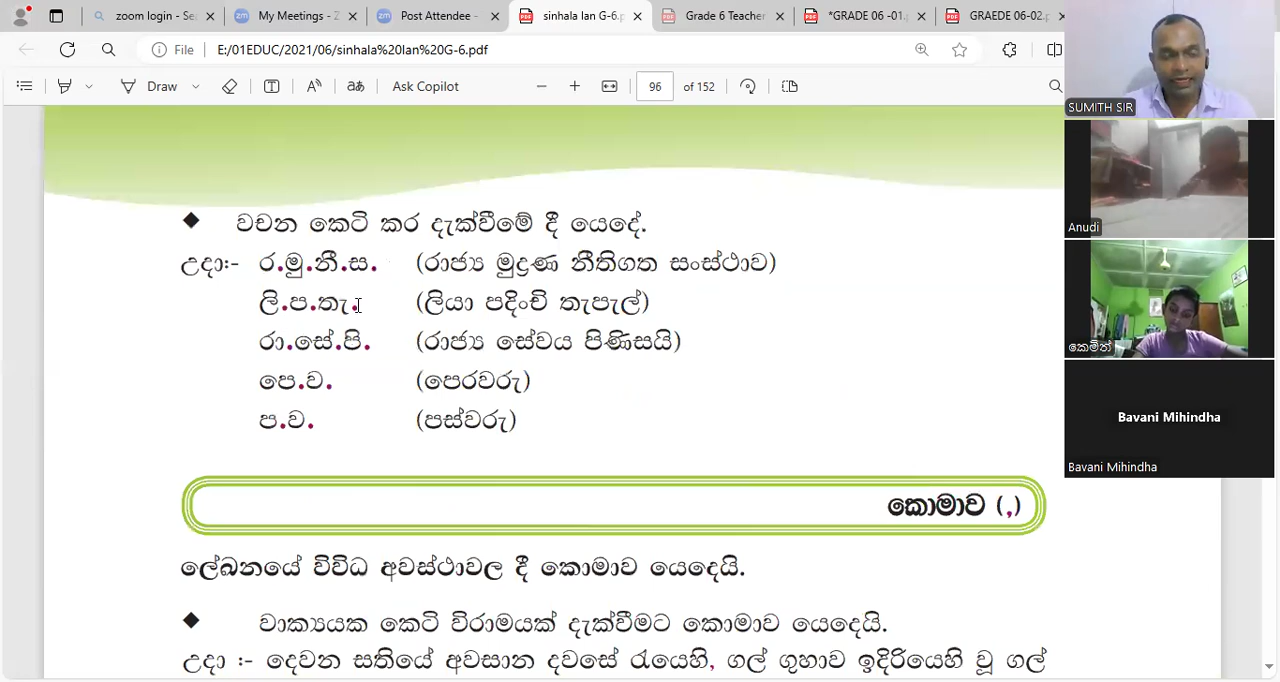 zoom login - Se
My Meetings - Z
Post Attendee -
sinhala lan G-6.p
Grade 6 Teacher
*GRADE 06 -01.p
GRAEDE 06-02.p
File E:/01EDUC/2021/06/sinhala%20lan%20G-6.pdf
Draw
aあ
Ask Copilot
96 of 152
වචන කෙටි කර දැක්වීමේ දී යෙදේ.
උදා:- ර.මු.නී.ස. (රාජ්‍ය මුද්‍රණ නීතිගත සංස්ථාව)
ලි.ප.තැ. (ලියා පදිංචි තැපැල්)
රා.සේ.පි. (රාජ්‍ය සේවය පිණිසයි)
පෙ.ව. (පෙරවරු)
ප.ව. (පස්වරු)
කොමාව (,)
ලේඛනයේ විවිධ අවස්ථාවල දී කොමාව යෙදෙයි.
වාක්‍යයක කෙටි විරාමයක් දැක්වීමට කොමාව යෙදෙයි.
උදා :- දෙවන සතියේ අවසාන දවසේ රැයෙහි, ගල් ගුහාව ඉදිරියෙහි වූ ගල්
SUMITH SIR
Anudi
කෙමිත්
Bavani Mihindha
Bavani Mihindha